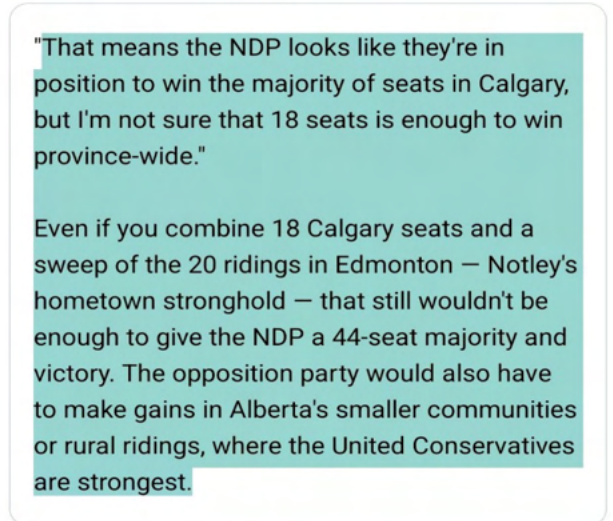 "That means the NDP looks like they're in
position to win the majority of seats in Calgary,
but I'm not sure that 18 seats is enough to win
province-wide."
Even if you combine 18 Calgary seats and a
sweep of the 20 ridings in Edmonton — Notley's
hometown stronghold — that still wouldn't be
enough to give the NDP a 44-seat majority and
victory. The opposition party would also have
to make gains in Alberta's smaller communities
or rural ridings, where the United Conservatives
are strongest.